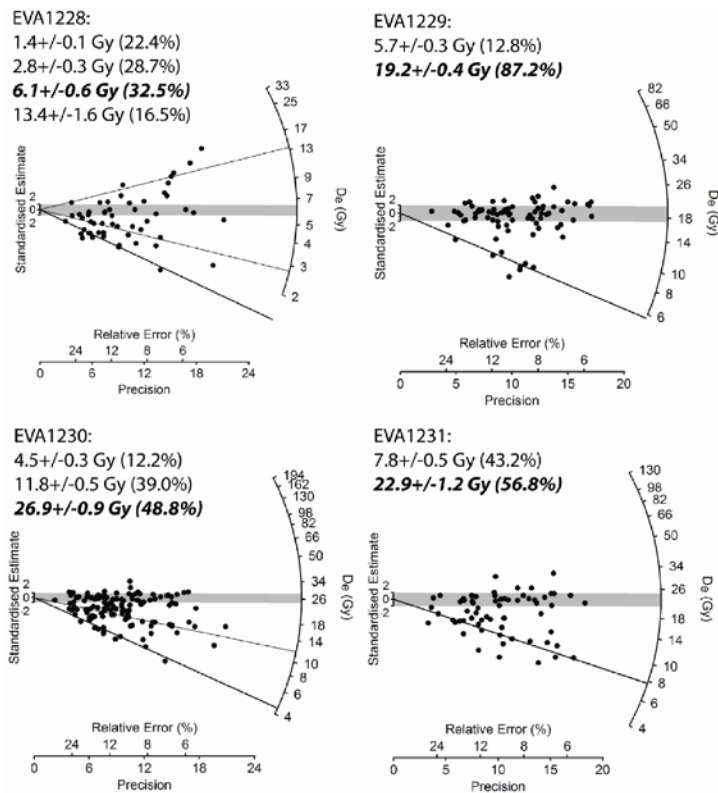 EVA1228:
1.4+/-0.1 Gy (22.4%)
2.8+/-0.3 Gy (28.7%)
6.1+/-0.6 Gy (32.5%)
13.4+/-1.6 Gy (16.5%)
33
25
17
13
9
7
5
4
3
2
De (Gy)
Standardised Estimate
2
0
2
Relative Error (%)
24 12 8 6
0 6 12 18 24
Precision
EVA1229:
5.7+/-0.3 Gy (12.8%)
19.2+/-0.4 Gy (87.2%)
82
66
50
34
26
18
14
10
8
6
De (Gy)
Standardised Estimate
2
0
2
Relative Error (%)
24 12 8 6
0 5 10 15 20
Precision
EVA1230:
4.5+/-0.3 Gy (12.2%)
11.8+/-0.5 Gy (39.0%)
26.9+/-0.9 Gy (48.8%)
194
162
130
98
82
66
50
34
26
18
14
10
8
6
4
De (Gy)
Standardised Estimate
2
0
2
Relative Error (%)
24 12 8 6
0 6 12 18 24
Precision
EVA1231:
7.8+/-0.5 Gy (43.2%)
22.9+/-1.2 Gy (56.8%)
130
98
82
66
50
34
26
18
14
10
8
6
4
De (Gy)
Standardised Estimate
2
0
2
Relative Error (%)
24 12 8 6
0 5 10 15 20
Precision